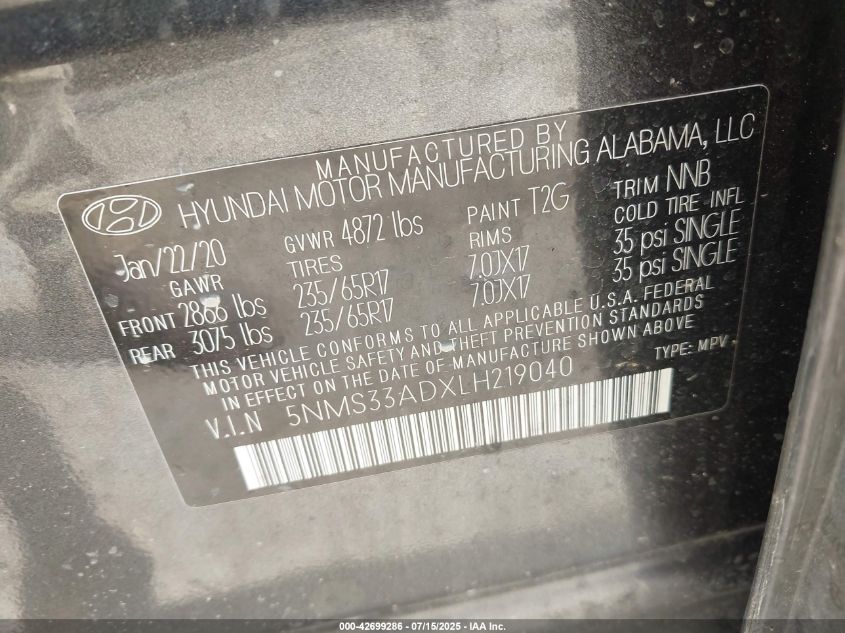 MANUFACTURED BY
HYUNDAI MOTOR MANUFACTURING ALABAMA, LLC
Jan/22/20 GVWR 4872 lbs PAINT T2G TRIM NNB
GAWR TIRES RIMS COLD TIRE INFL
FRONT 2866 lbs 235/65R17 7.0JX17 35 psi SINGLE
REAR 3075 lbs 235/65R17 7.0JX17 35 psi SINGLE
THIS VEHICLE CONFORMS TO ALL APPLICABLE U.S.A. FEDERAL
MOTOR VEHICLE SAFETY AND THEFT PREVENTION STANDARDS
IN EFFECT ON THE DATE OF MANUFACTURE SHOWN ABOVE
V.I.N 5NMS33ADXLH219040 TYPE: MPV
000-42699286 - 07/15/2025 - IAA Inc.